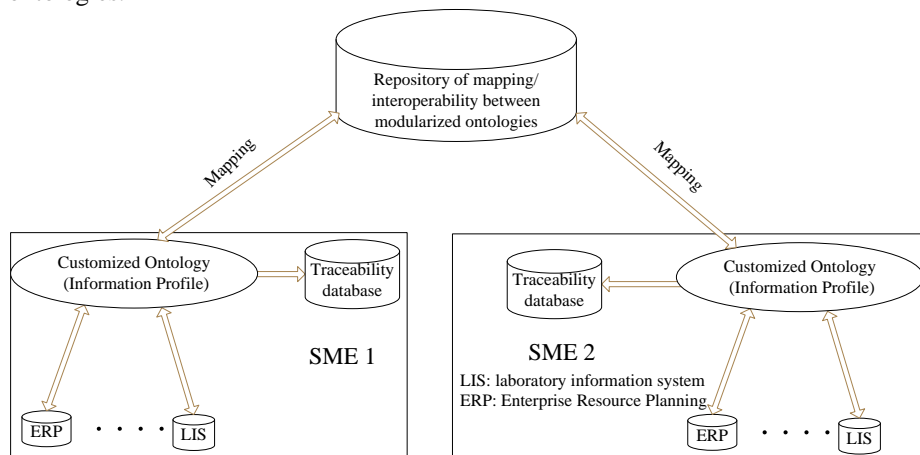 Repository of mapping/
interoperability between
modularized ontologies
Mapping
Mapping
Customized Ontology
(Information Profile)
Traceability
database
SME 1
ERP
. . . .
LIS
Customized Ontology
(Information Profile)
Traceability
database
SME 2
LIS: laboratory information system
ERP: Enterprise Resource Planning
ERP
. . . .
LIS